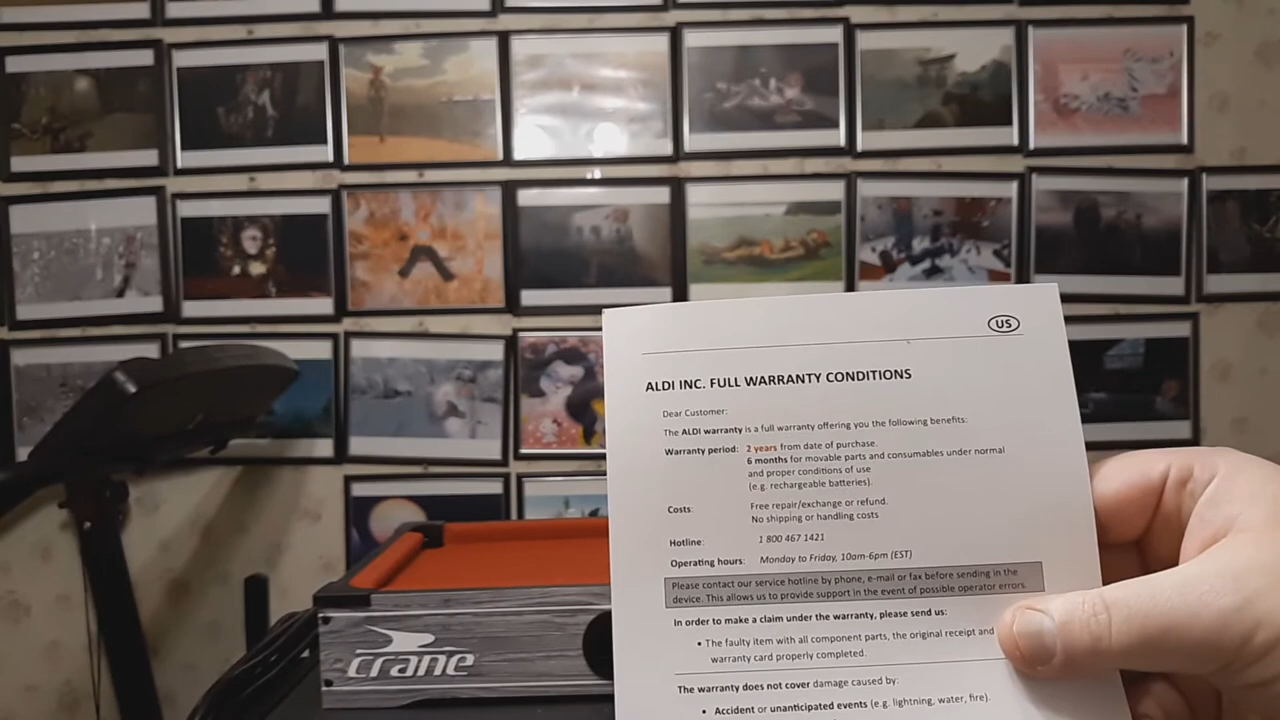 US
ALDI INC. FULL WARRANTY CONDITIONS
Dear Customer:
The ALDI warranty is a full warranty offering you the following benefits:
Warranty period: 2 years from date of purchase.
6 months for movable parts and consumables under normal
and proper conditions of use
(e.g. rechargeable batteries).
Costs: Free repair/exchange or refund.
No shipping or handling costs
Hotline: 1 800 467 1421
Operating hours: Monday to Friday, 10am-6pm (EST)
Please contact our service hotline by phone, e-mail or fax before sending in the
device. This allows us to provide support in the event of possible operator errors.
In order to make a claim under the warranty, please send us:
• The faulty item with all component parts, the original receipt and
warranty card properly completed.
The warranty does not cover damage caused by:
• Accident or unanticipated events (e.g. lightning, water, fire).
crane